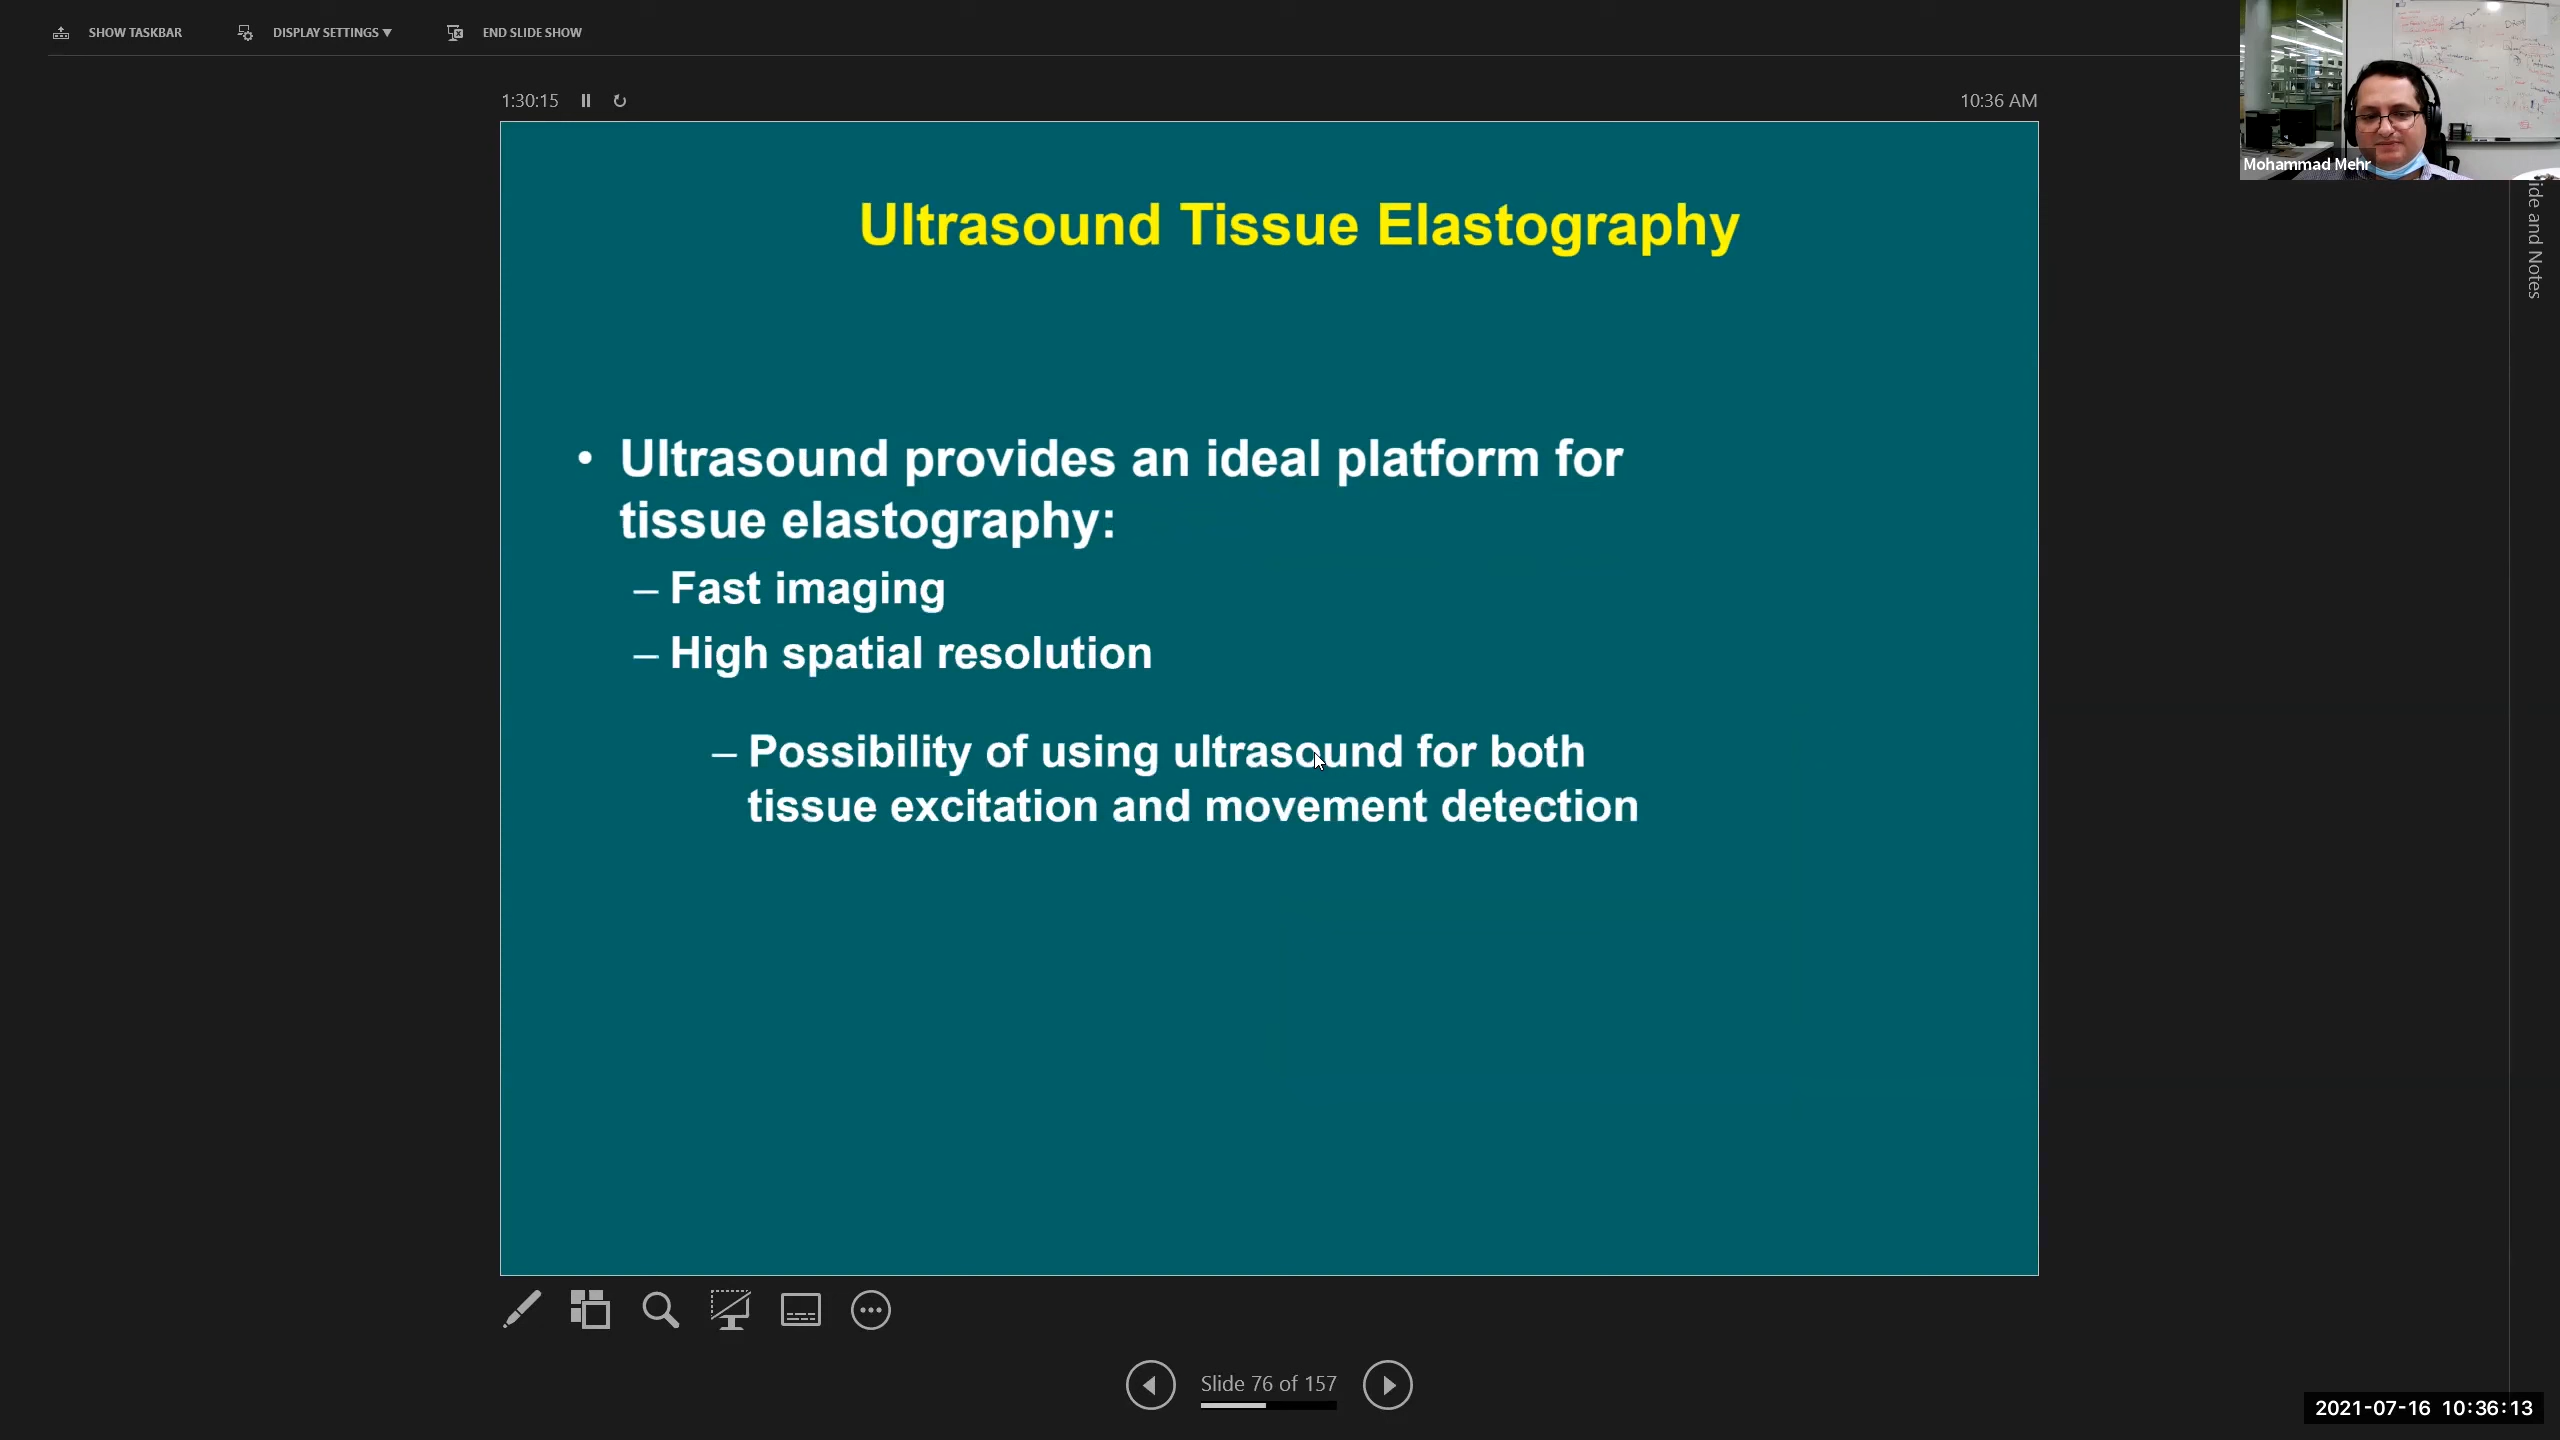 SHOW TASKBAR
DISPLAY SETTINGS ▼
END SLIDE SHOW
1:30:15
10:36 AM
Mohammad Mehr
ide and Notes
Ultrasound Tissue Elastography
• Ultrasound provides an ideal platform for
tissue elastography:
– Fast imaging
– High spatial resolution
– Possibility of using ultrasound for both
tissue excitation and movement detection
Slide 76 of 157
2021-07-16 10:36:13